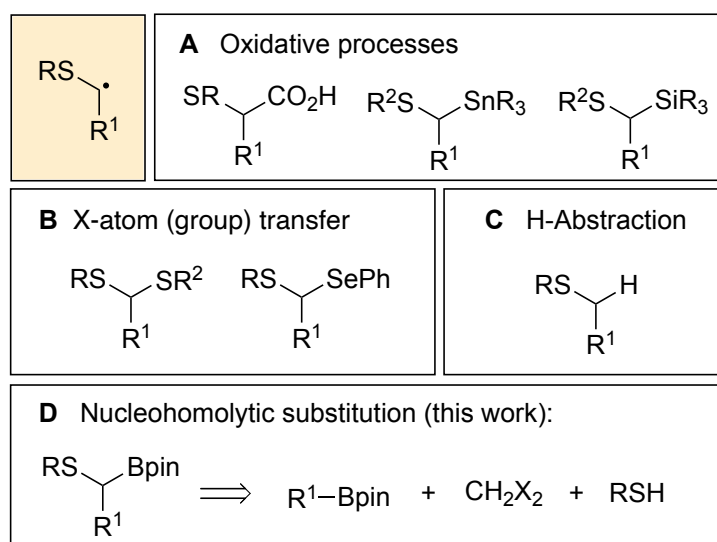 RS
R¹
A Oxidative processes
SR CO₂H
R¹
R²S SnR₃
R¹
R²S SiR₃
R¹
B X-atom (group) transfer
RS SR²
R¹
RS SePh
R¹
C H-Abstraction
RS H
R¹
D Nucleohomolytic substitution (this work):
RS Bpin
R¹
R¹–Bpin + CH₂X₂ + RSH